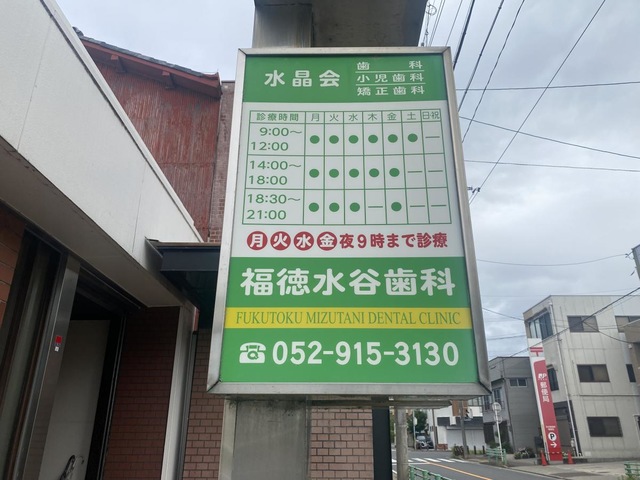 水晶会
歯科
小児歯科
矯正歯科
診療時間 月 火 水 木 金 土 日・祝
9:00〜12:00 ● ● ● ● ● ● —
14:00〜18:00 ● ● ● ● ● — —
18:30〜21:00 ● ● ● — ● — —
月火水金夜9時まで診療
福徳水谷歯科
FUKUTOKU MIZUTANI DENTAL CLINIC
052-915-3130
郵便局
P